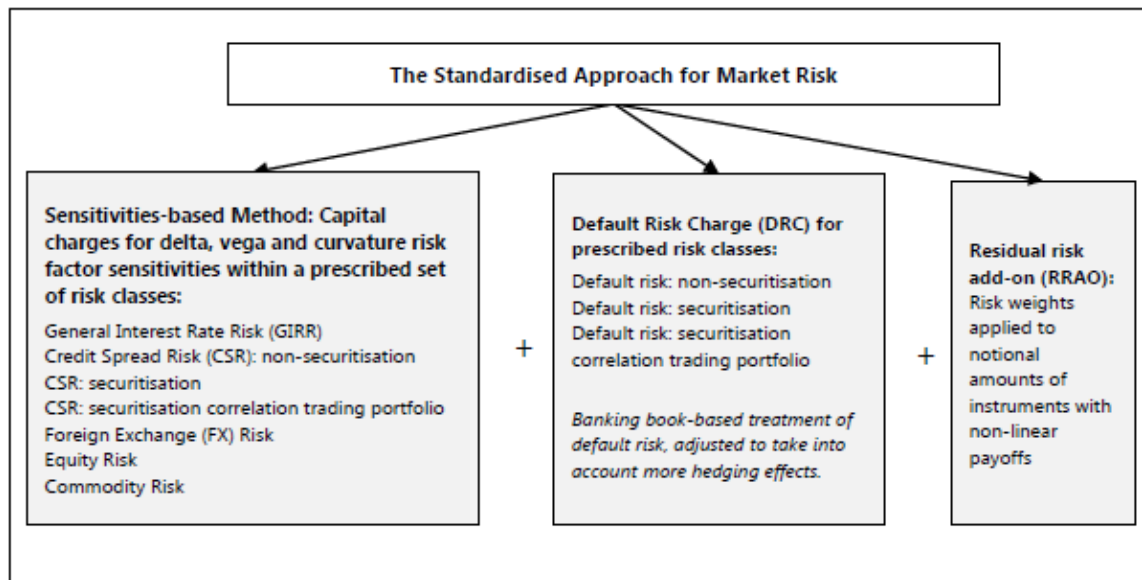 The Standardised Approach for Market Risk
Sensitivities-based Method: Capital
charges for delta, vega and curvature risk
factor sensitivities within a prescribed set
of risk classes:
General Interest Rate Risk (GIRR)
Credit Spread Risk (CSR): non-securitisation
CSR: securitisation
CSR: securitisation correlation trading portfolio
Foreign Exchange (FX) Risk
Equity Risk
Commodity Risk
+
Default Risk Charge (DRC) for
prescribed risk classes:
Default risk: non-securitisation
Default risk: securitisation
Default risk: securitisation
correlation trading portfolio
Banking book-based treatment of
default risk, adjusted to take into
account more hedging effects.
+
Residual risk
add-on (RRAO):
Risk weights
applied to
notional
amounts of
instruments with
non-linear
payoffs